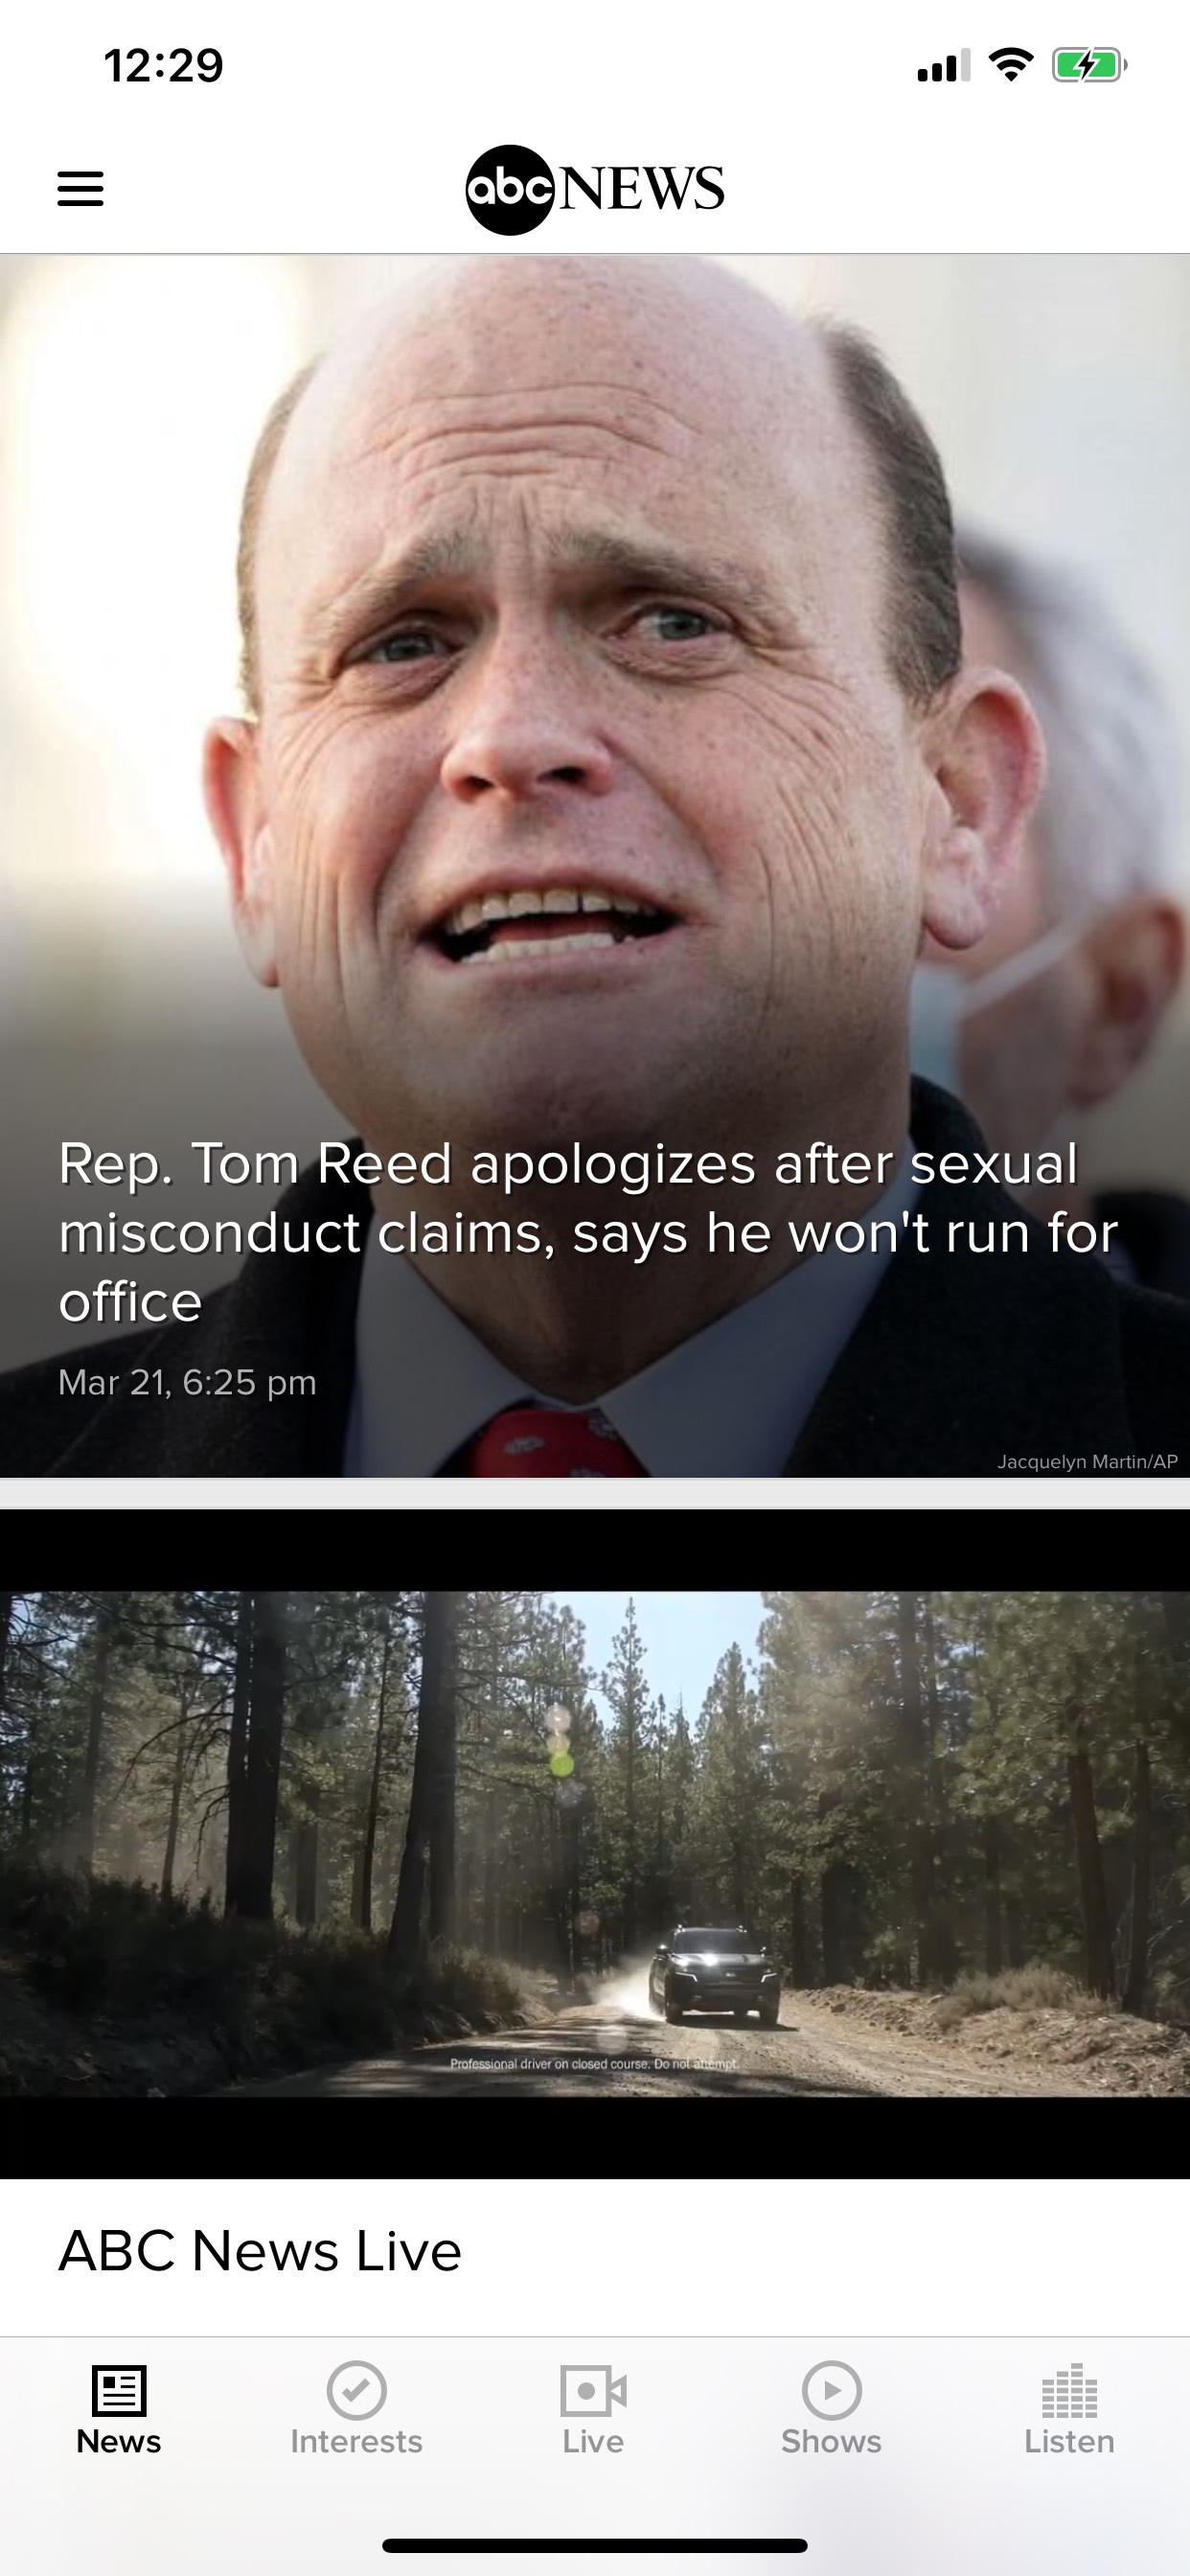 12:29
abc NEWS
Rep. Tom Reed apologizes after sexual
misconduct claims, says he won't run for
office
Mar 21, 6:25 pm
Jacquelyn Martin/AP
Professional driver on closed course. Do not attempt.
ABC News Live
News
Interests
Live
Shows
Listen